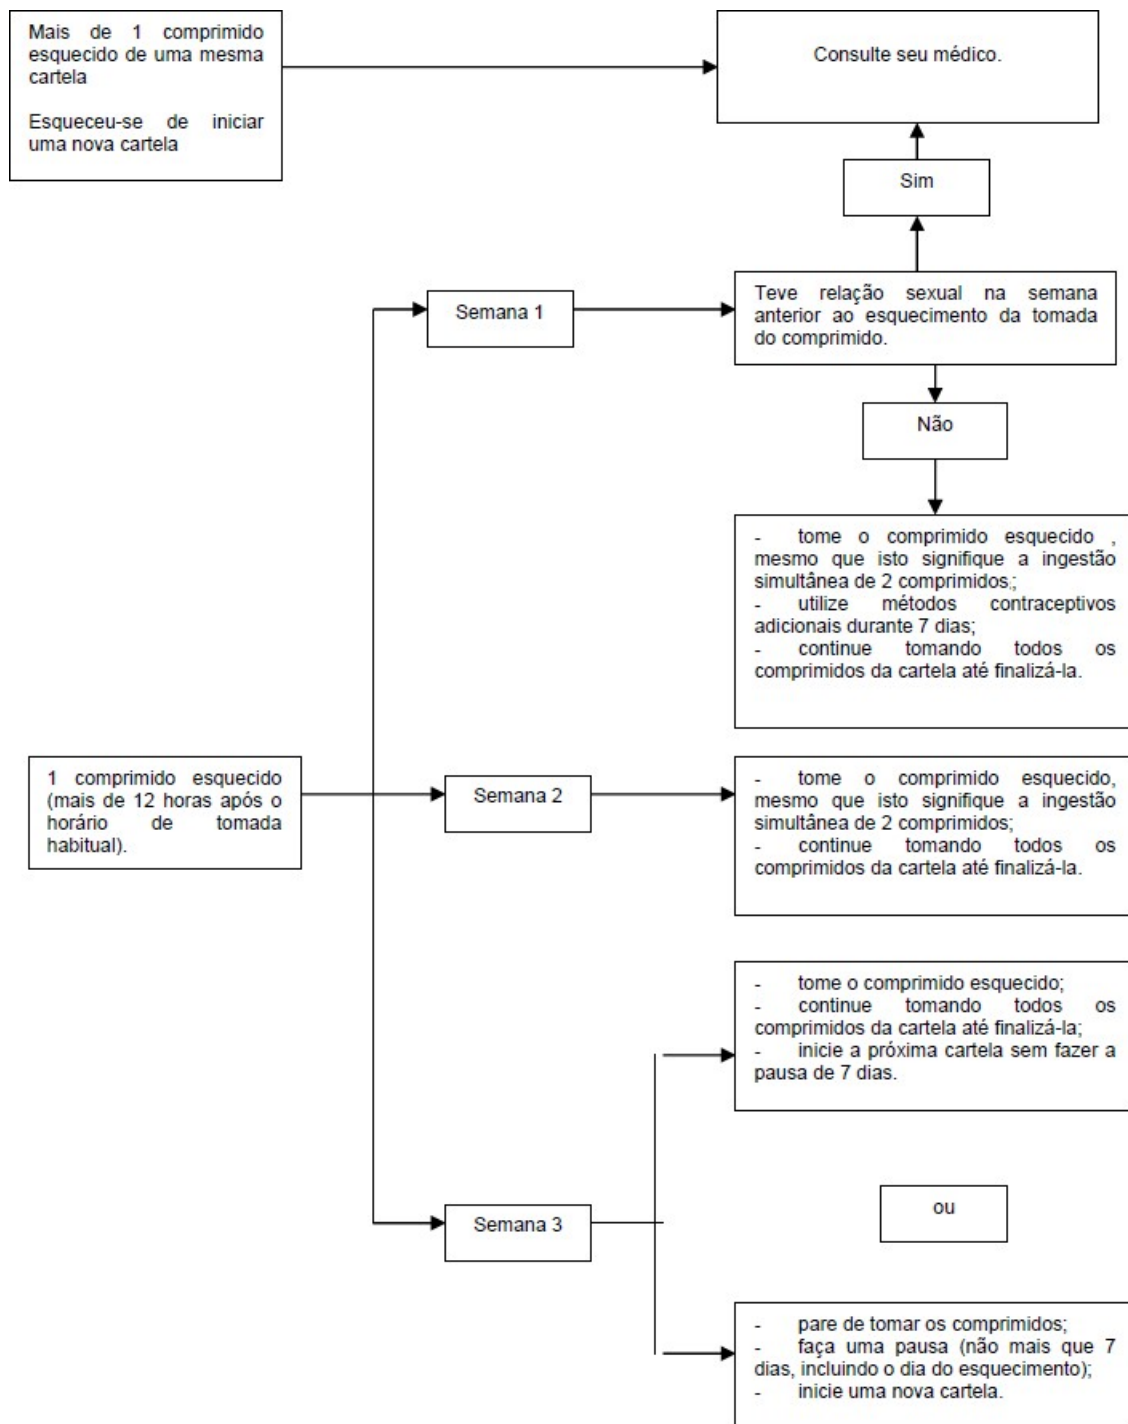 Mais de 1 comprimido
esquecido de uma mesma
cartela
Esqueceu-se de iniciar
uma nova cartela
Consulte seu médico.
Sim
Semana 1
Teve relação sexual na semana
anterior ao esquecimento da tomada
do comprimido.
Não
- tome o comprimido esquecido ,
mesmo que isto signifique a ingestão
simultânea de 2 comprimidos.;
- utilize métodos contraceptivos
adicionais durante 7 dias;
- continue tomando todos os
comprimidos da cartela até finalizá-la.
1 comprimido esquecido
(mais de 12 horas após o
horário de tomada
habitual).
Semana 2
- tome o comprimido esquecido,
mesmo que isto signifique a ingestão
simultânea de 2 comprimidos;
- continue tomando todos os
comprimidos da cartela até finalizá-la.
Semana 3
- tome o comprimido esquecido;
- continue tomando todos os
comprimidos da cartela até finalizá-la;
- inicie a próxima cartela sem fazer a
pausa de 7 dias.
ou
- pare de tomar os comprimidos;
- faça uma pausa (não mais que 7
dias, incluindo o dia do esquecimento);
- inicie uma nova cartela.